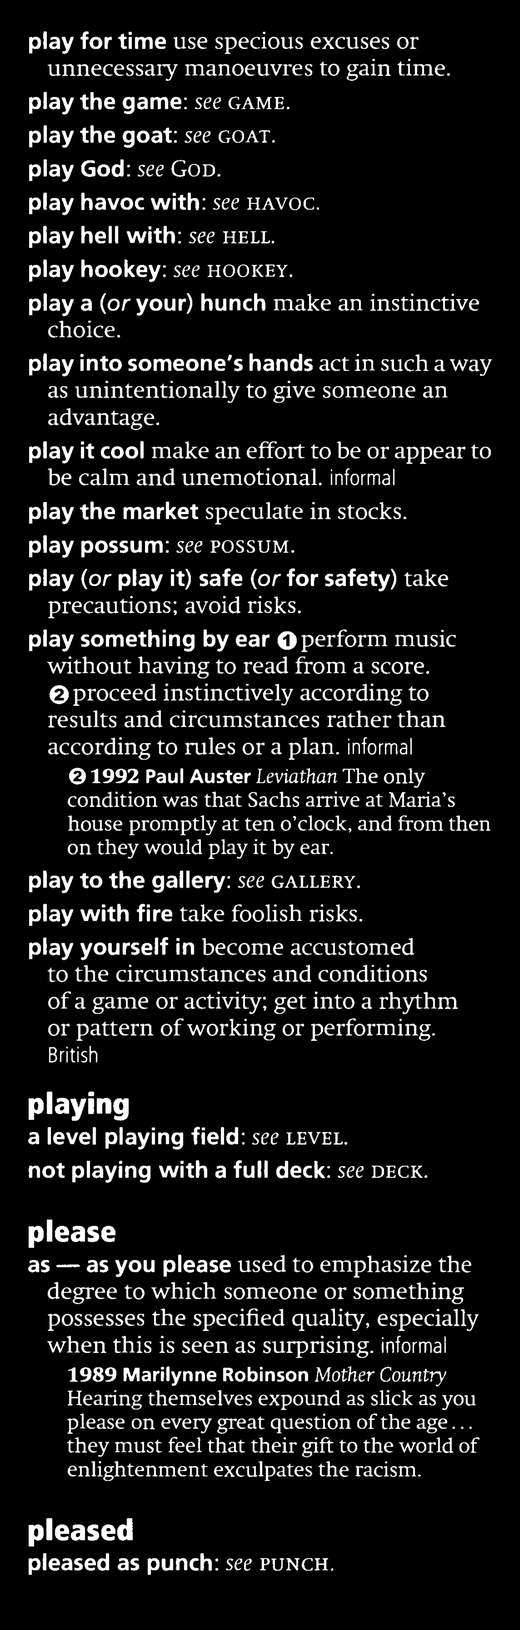 play for time use specious excuses or
unnecessary manoeuvres to gain time.
play the game: see GAME.
play the goat: see GOAT.
play God: see GOD.
play havoc with: see HAVOC.
play hell with: see HELL.
play hookey: see HOOKEY.
play a (or your) hunch make an instinctive
choice.
play into someone's hands act in such a way
as unintentionally to give someone an
advantage.
play it cool make an effort to be or appear to
be calm and unemotional. informal
play the market speculate in stocks.
play possum: see POSSUM.
play (or play it) safe (or for safety) take
precautions; avoid risks.
play something by ear ❶ perform music
without having to read from a score.
❷ proceed instinctively according to
results and circumstances rather than
according to rules or a plan. informal
❷ 1992 Paul Auster Leviathan The only
condition was that Sachs arrive at Maria's
house promptly at ten o'clock, and from then
on they would play it by ear.
play to the gallery: see GALLERY.
play with fire take foolish risks.
play yourself in become accustomed
to the circumstances and conditions
of a game or activity; get into a rhythm
or pattern of working or performing.
British
playing
a level playing field: see LEVEL.
not playing with a full deck: see DECK.
please
as — as you please used to emphasize the
degree to which someone or something
possesses the specified quality, especially
when this is seen as surprising. informal
1989 Marilynne Robinson Mother Country
Hearing themselves expound as slick as you
please on every great question of the age...
they must feel that their gift to the world of
enlightenment exculpates the racism.
pleased
pleased as punch: see PUNCH.